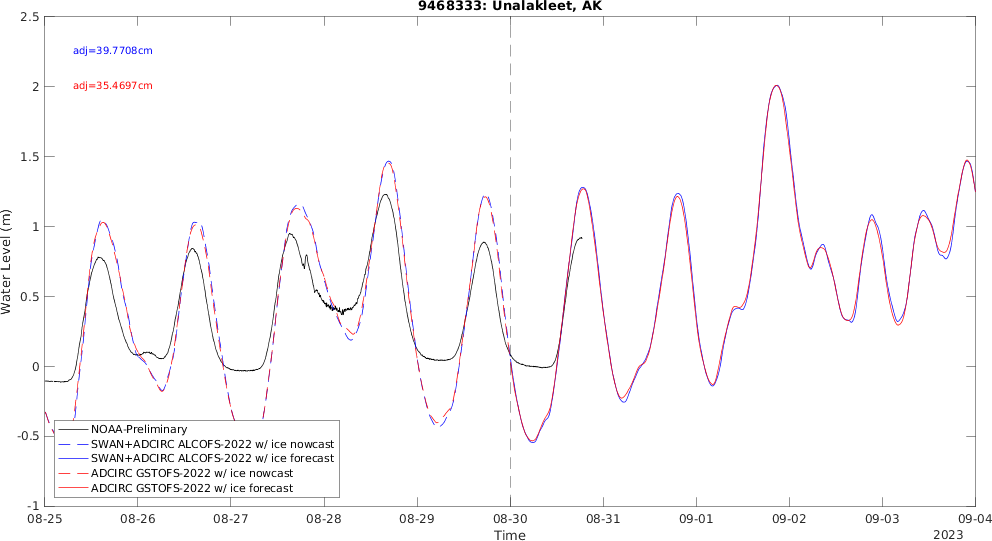 9468333: Unalakleet, AK
2.5
adj=39.7708cm
adj=35.4697cm
2
1.5
1
0.5
0
-0.5
-1
Water Level (m)
NOAA-Preliminary
SWAN+ADCIRC ALCOFS-2022 w/ ice nowcast
SWAN+ADCIRC ALCOFS-2022 w/ ice forecast
ADCIRC GSTOFS-2022 w/ ice nowcast
ADCIRC GSTOFS-2022 w/ ice forecast
08-25 08-26 08-27 08-28 08-29 08-30 08-31 09-01 09-02 09-03 09-04
Time
2023